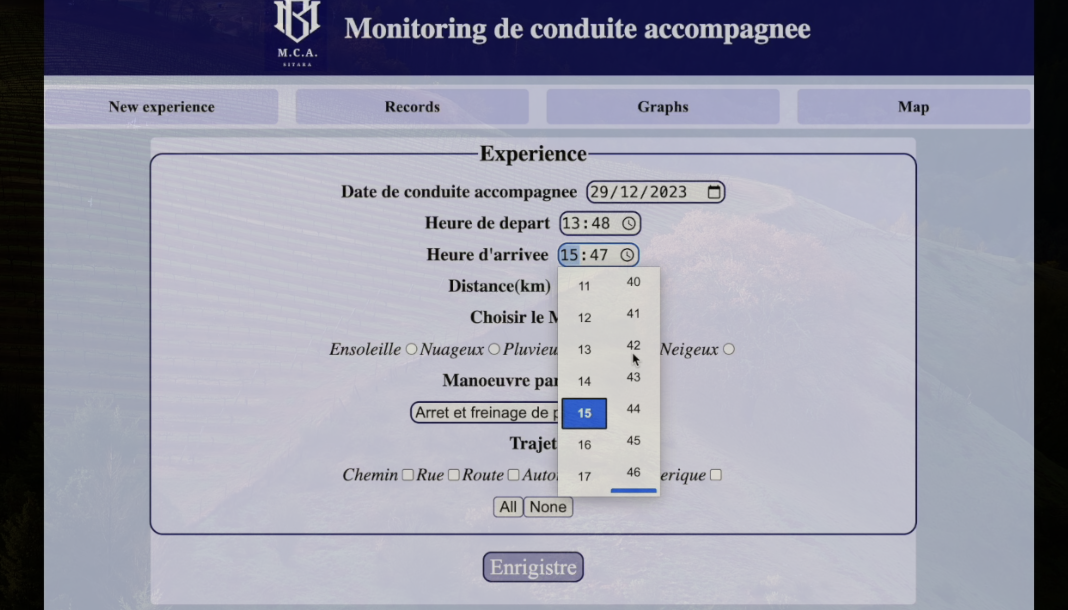 M.C.A.
SITARA
Monitoring de conduite accompagnee
New experience Records Graphs Map
Experience
Date de conduite accompagnee 29/12/2023
Heure de depart 13:48
Heure d'arrivee 15:47
Distance(km)
Choisir le
Ensoleille Nuageux Pluvieu Neigeux
Manoeuvre par
Arret et freinage de
Trajet
Chemin Rue Route Auto erique
All None
11 40
12 41
13 42
14 43
15 44
16 45
17 46
Enrigistre